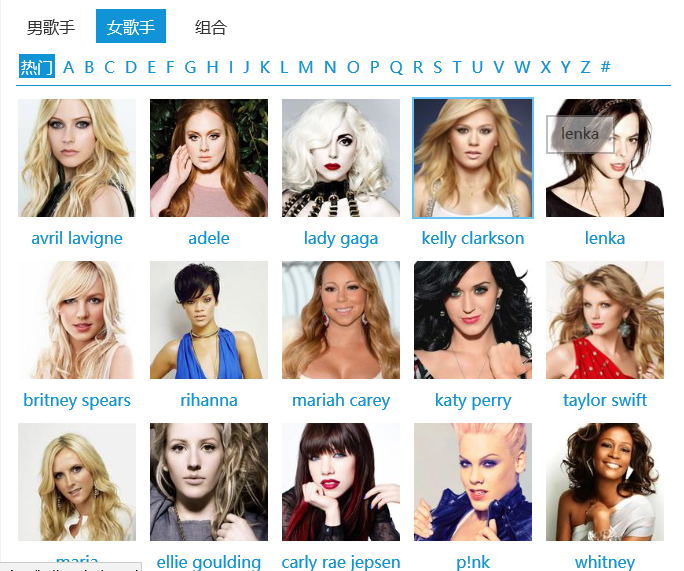 男歌手 女歌手 组合
热门 A B C D E F G H I J K L M N O P Q R S T U V W X Y Z #
lenka
avril lavigne adele lady gaga kelly clarkson lenka
britney spears rihanna mariah carey katy perry taylor swift
maria ellie goulding carly rae jepsen p!nk whitney